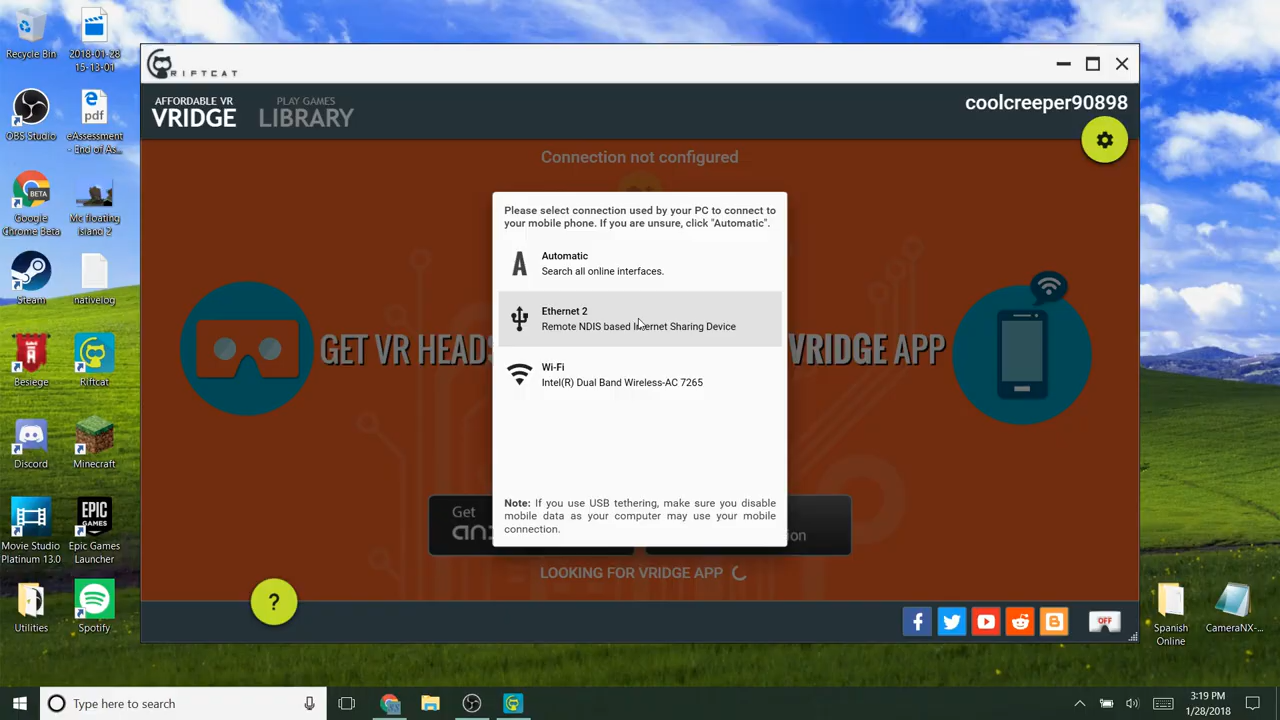 Recycle Bin
2018-01-28
15-13-01
OBS Studio
eAssessment
- End of As...
Google
Chrome Beta
Mc floating
island 2
Steam
nativelog
Besiege
Riftcat
Discord
Minecraft
Movie Studio
Platinum 13.0
Epic Games
Launcher
Utilities
Spotify
RIFTCAT
AFFORDABLE VR
VRIDGE
PLAY GAMES
LIBRARY
coolcreeper90898
Connection not configured
Please select connection used by your PC to connect to
your mobile phone. If you are unsure, click "Automatic".
A
Automatic
Search all online interfaces.
Ethernet 2
Remote NDIS based Internet Sharing Device
Wi-Fi
Intel(R) Dual Band Wireless-AC 7265
Note: If you use USB tethering, make sure you disable
mobile data as your computer may use your mobile
connection.
GET VR HEADS
VRIDGE APP
Get
LOOKING FOR VRIDGE APP
?
OFF
Spanish
Online
CameraNX-...
EPIC
GAMES
pdf
Type here to search
3:19 PM
1/28/2018